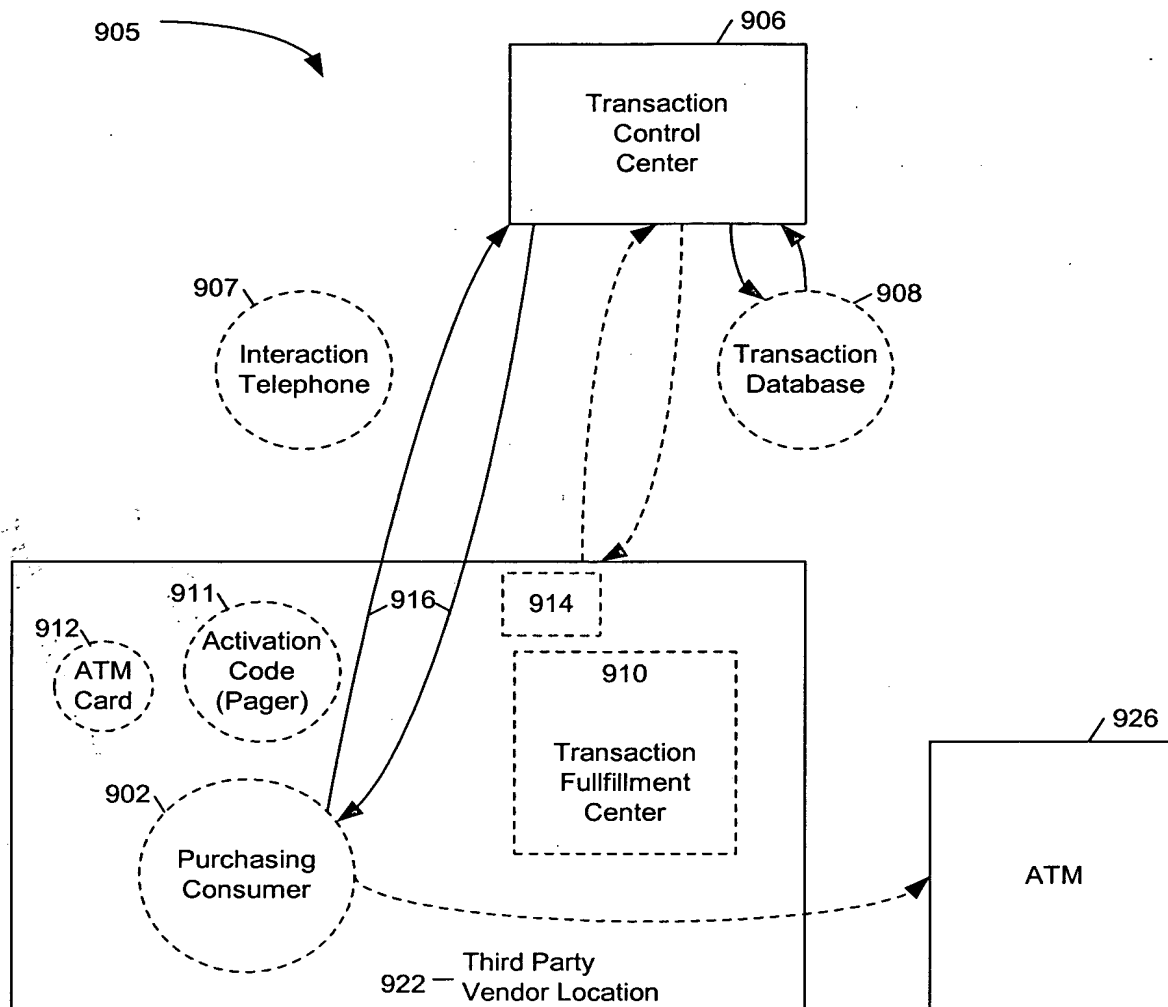 905
906
Transaction
Control
Center
907
Interaction
Telephone
908
Transaction
Database
911
Activation
Code
(Pager)
912
ATM
Card
916
914
910
Transaction
Fullfillment
Center
926
ATM
902
Purchasing
Consumer
922
Third Party
Vendor Location